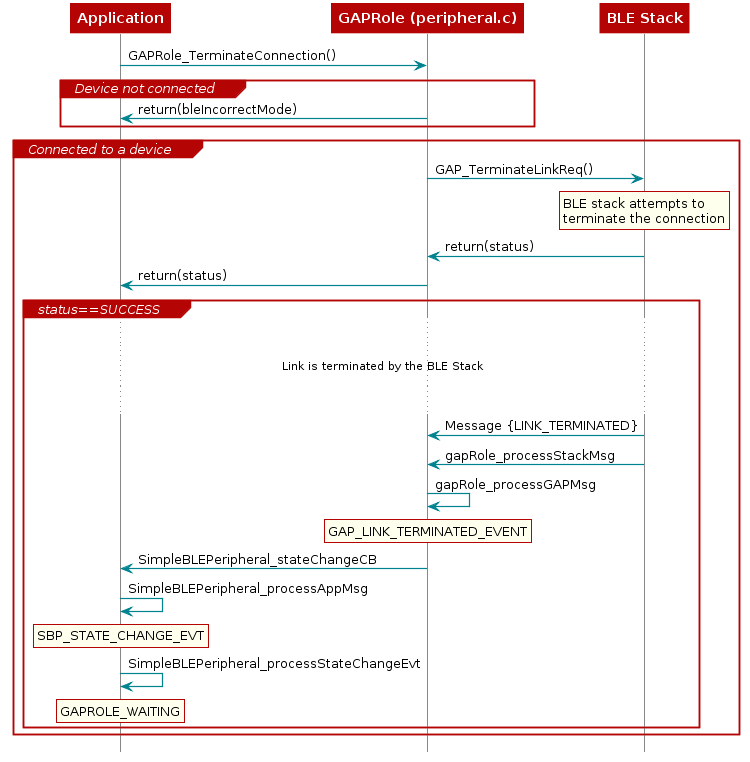 Application
GAPRole (peripheral.c)
BLE Stack
GAPRole_TerminateConnection()
Device not connected
return(bleIncorrectMode)
Connected to a device
GAP_TerminateLinkReq()
BLE stack attempts to
terminate the connection
return(status)
return(status)
status==SUCCESS
Link is terminated by the BLE Stack
Message {LINK_TERMINATED}
gapRole_processStackMsg
gapRole_processGAPMsg
GAP_LINK_TERMINATED_EVENT
SimpleBLEPeripheral_stateChangeCB
SimpleBLEPeripheral_processAppMsg
SBP_STATE_CHANGE_EVT
SimpleBLEPeripheral_processStateChangeEvt
GAPROLE_WAITING